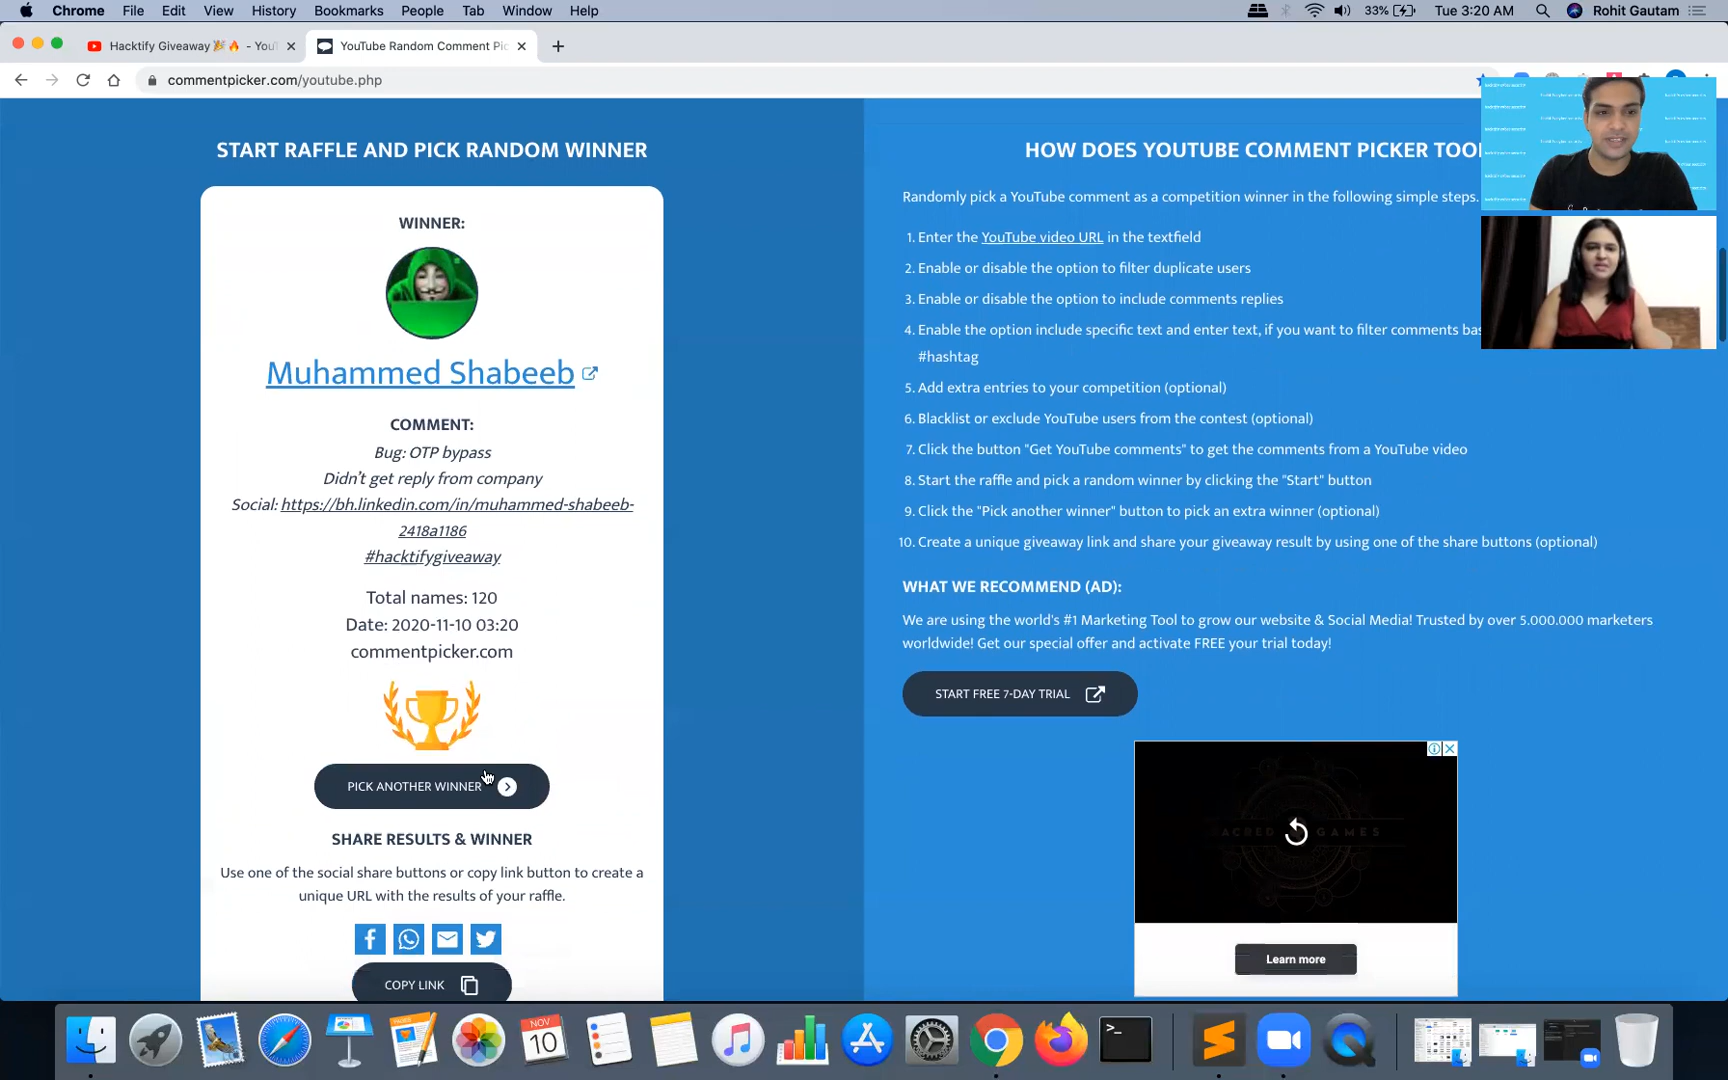 Chrome File Edit View History Bookmarks People Tab Window Help
33% Tue 3:20 AM Rohit Gautam
Hacktify Giveaway🎉🔥 - You
YouTube Random Comment Pic
commentpicker.com/youtube.php
START RAFFLE AND PICK RANDOM WINNER
WINNER:
Muhammed Shabeeb
COMMENT:
Bug: OTP bypass
Didn't get reply from company
Social: https://bh.linkedin.com/in/muhammed-shabeeb-
2418a1186
#hacktifygiveaway
Total names: 120
Date: 2020-11-10 03:20
commentpicker.com
PICK ANOTHER WINNER
SHARE RESULTS & WINNER
Use one of the social share buttons or copy link button to create a
unique URL with the results of your raffle.
COPY LINK
HOW DOES YOUTUBE COMMENT PICKER TOO
Randomly pick a YouTube comment as a competition winner in the following simple steps.
1. Enter the YouTube video URL in the textfield
2. Enable or disable the option to filter duplicate users
3. Enable or disable the option to include comments replies
4. Enable the option include specific text and enter text, if you want to filter comments bas
#hashtag
5. Add extra entries to your competition (optional)
6. Blacklist or exclude YouTube users from the contest (optional)
7. Click the button "Get YouTube comments" to get the comments from a YouTube video
8. Start the raffle and pick a random winner by clicking the "Start" button
9. Click the "Pick another winner" button to pick an extra winner (optional)
10. Create a unique giveaway link and share your giveaway result by using one of the share buttons (optional)
WHAT WE RECOMMEND (AD):
We are using the world's #1 Marketing Tool to grow our website & Social Media! Trusted by over 5.000.000 marketers
worldwide! Get our special offer and activate FREE your trial today!
START FREE 7-DAY TRIAL
ACRED GAMES
Learn more
NOV
10